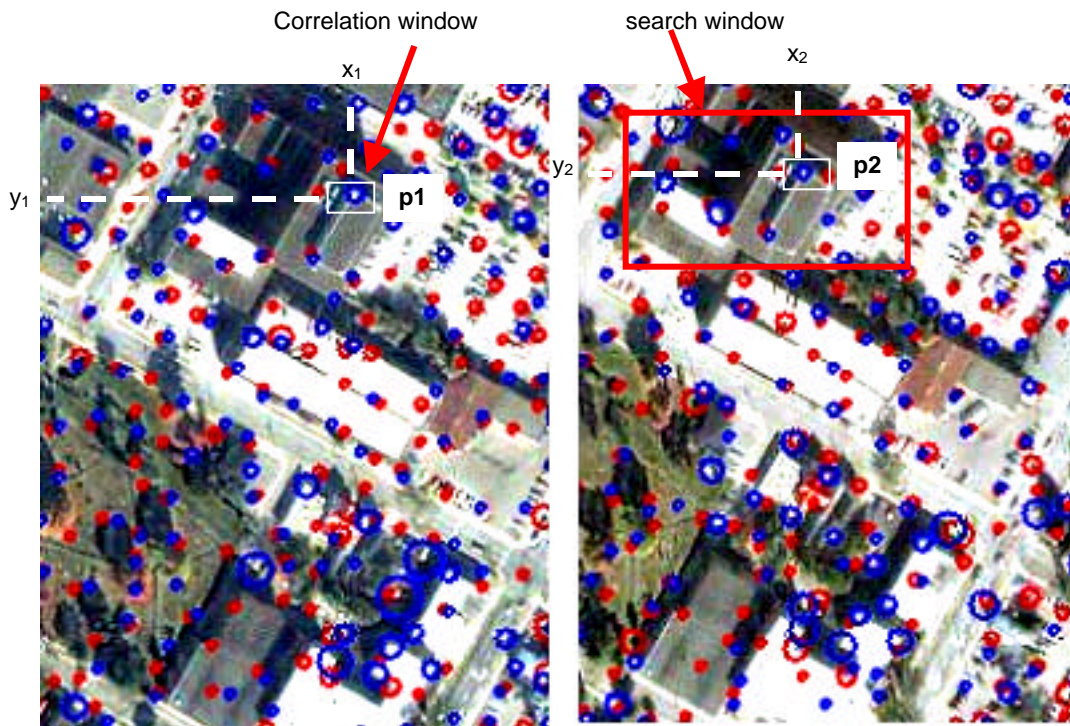 Correlation window
search window
x₁
x₂
y₁
p1
y₂
p2